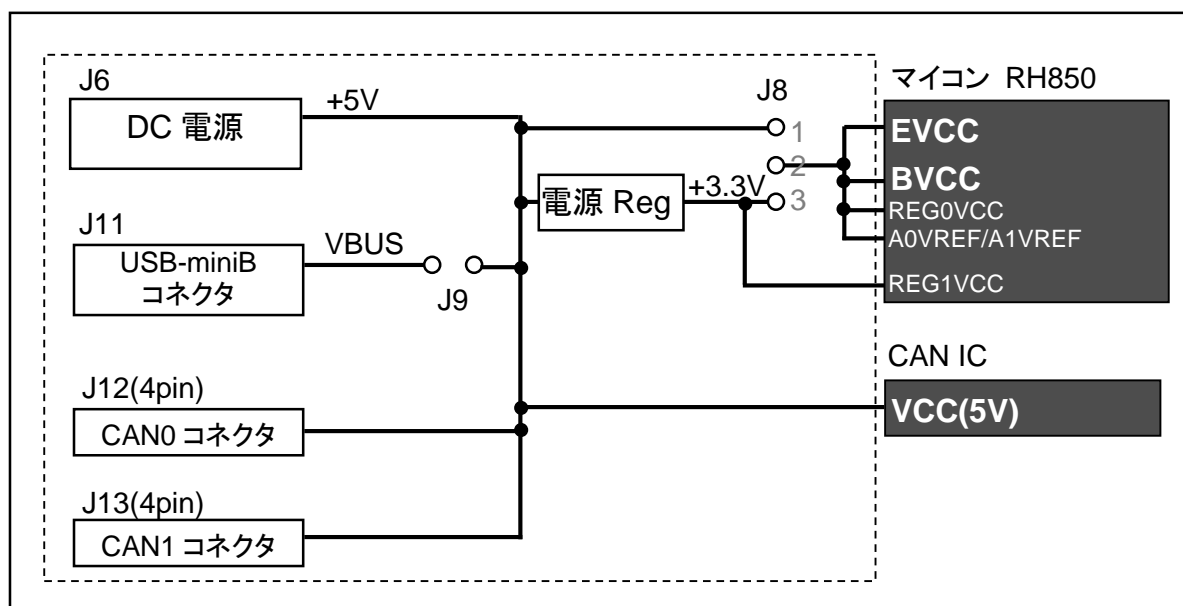 J6
DC 電源
+5V
J8
1
2
3
電源 Reg
+3.3V
マイコン RH850
EVCC
BVCC
REG0VCC
A0VREF/A1VREF
REG1VCC
J11
USB-miniB
コネクタ
VBUS
J9
CAN IC
VCC(5V)
J12(4pin)
CAN0 コネクタ
J13(4pin)
CAN1 コネクタ